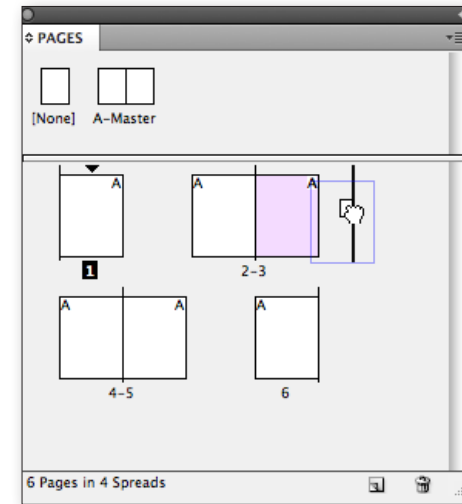 PAGES
[None] A-Master
A A A
1 2-3
A A A
4-5 6
6 Pages in 4 Spreads